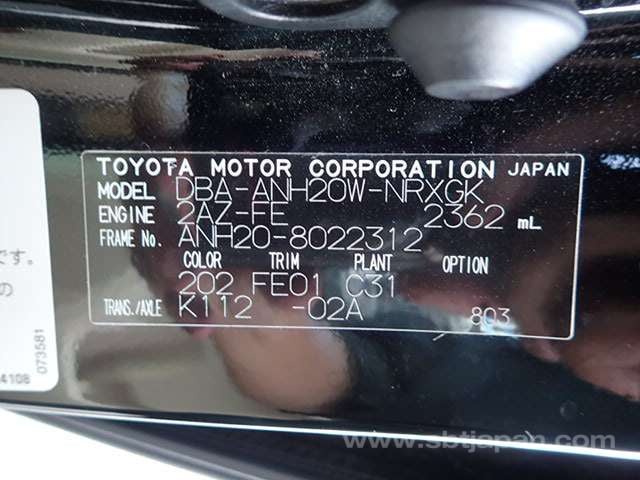 TOYOTA MOTOR CORPORATION JAPAN
MODEL DBA-ANH20W-NRXGK
ENGINE 2AZ-FE 2362 mL
FRAME No. ANH20-8022312
COLOR TRIM PLANT OPTION
202 FE01 C31
TRANS./AXLE K112 -02A 803
です。
の
073581
4108
www.sbtjapan.com